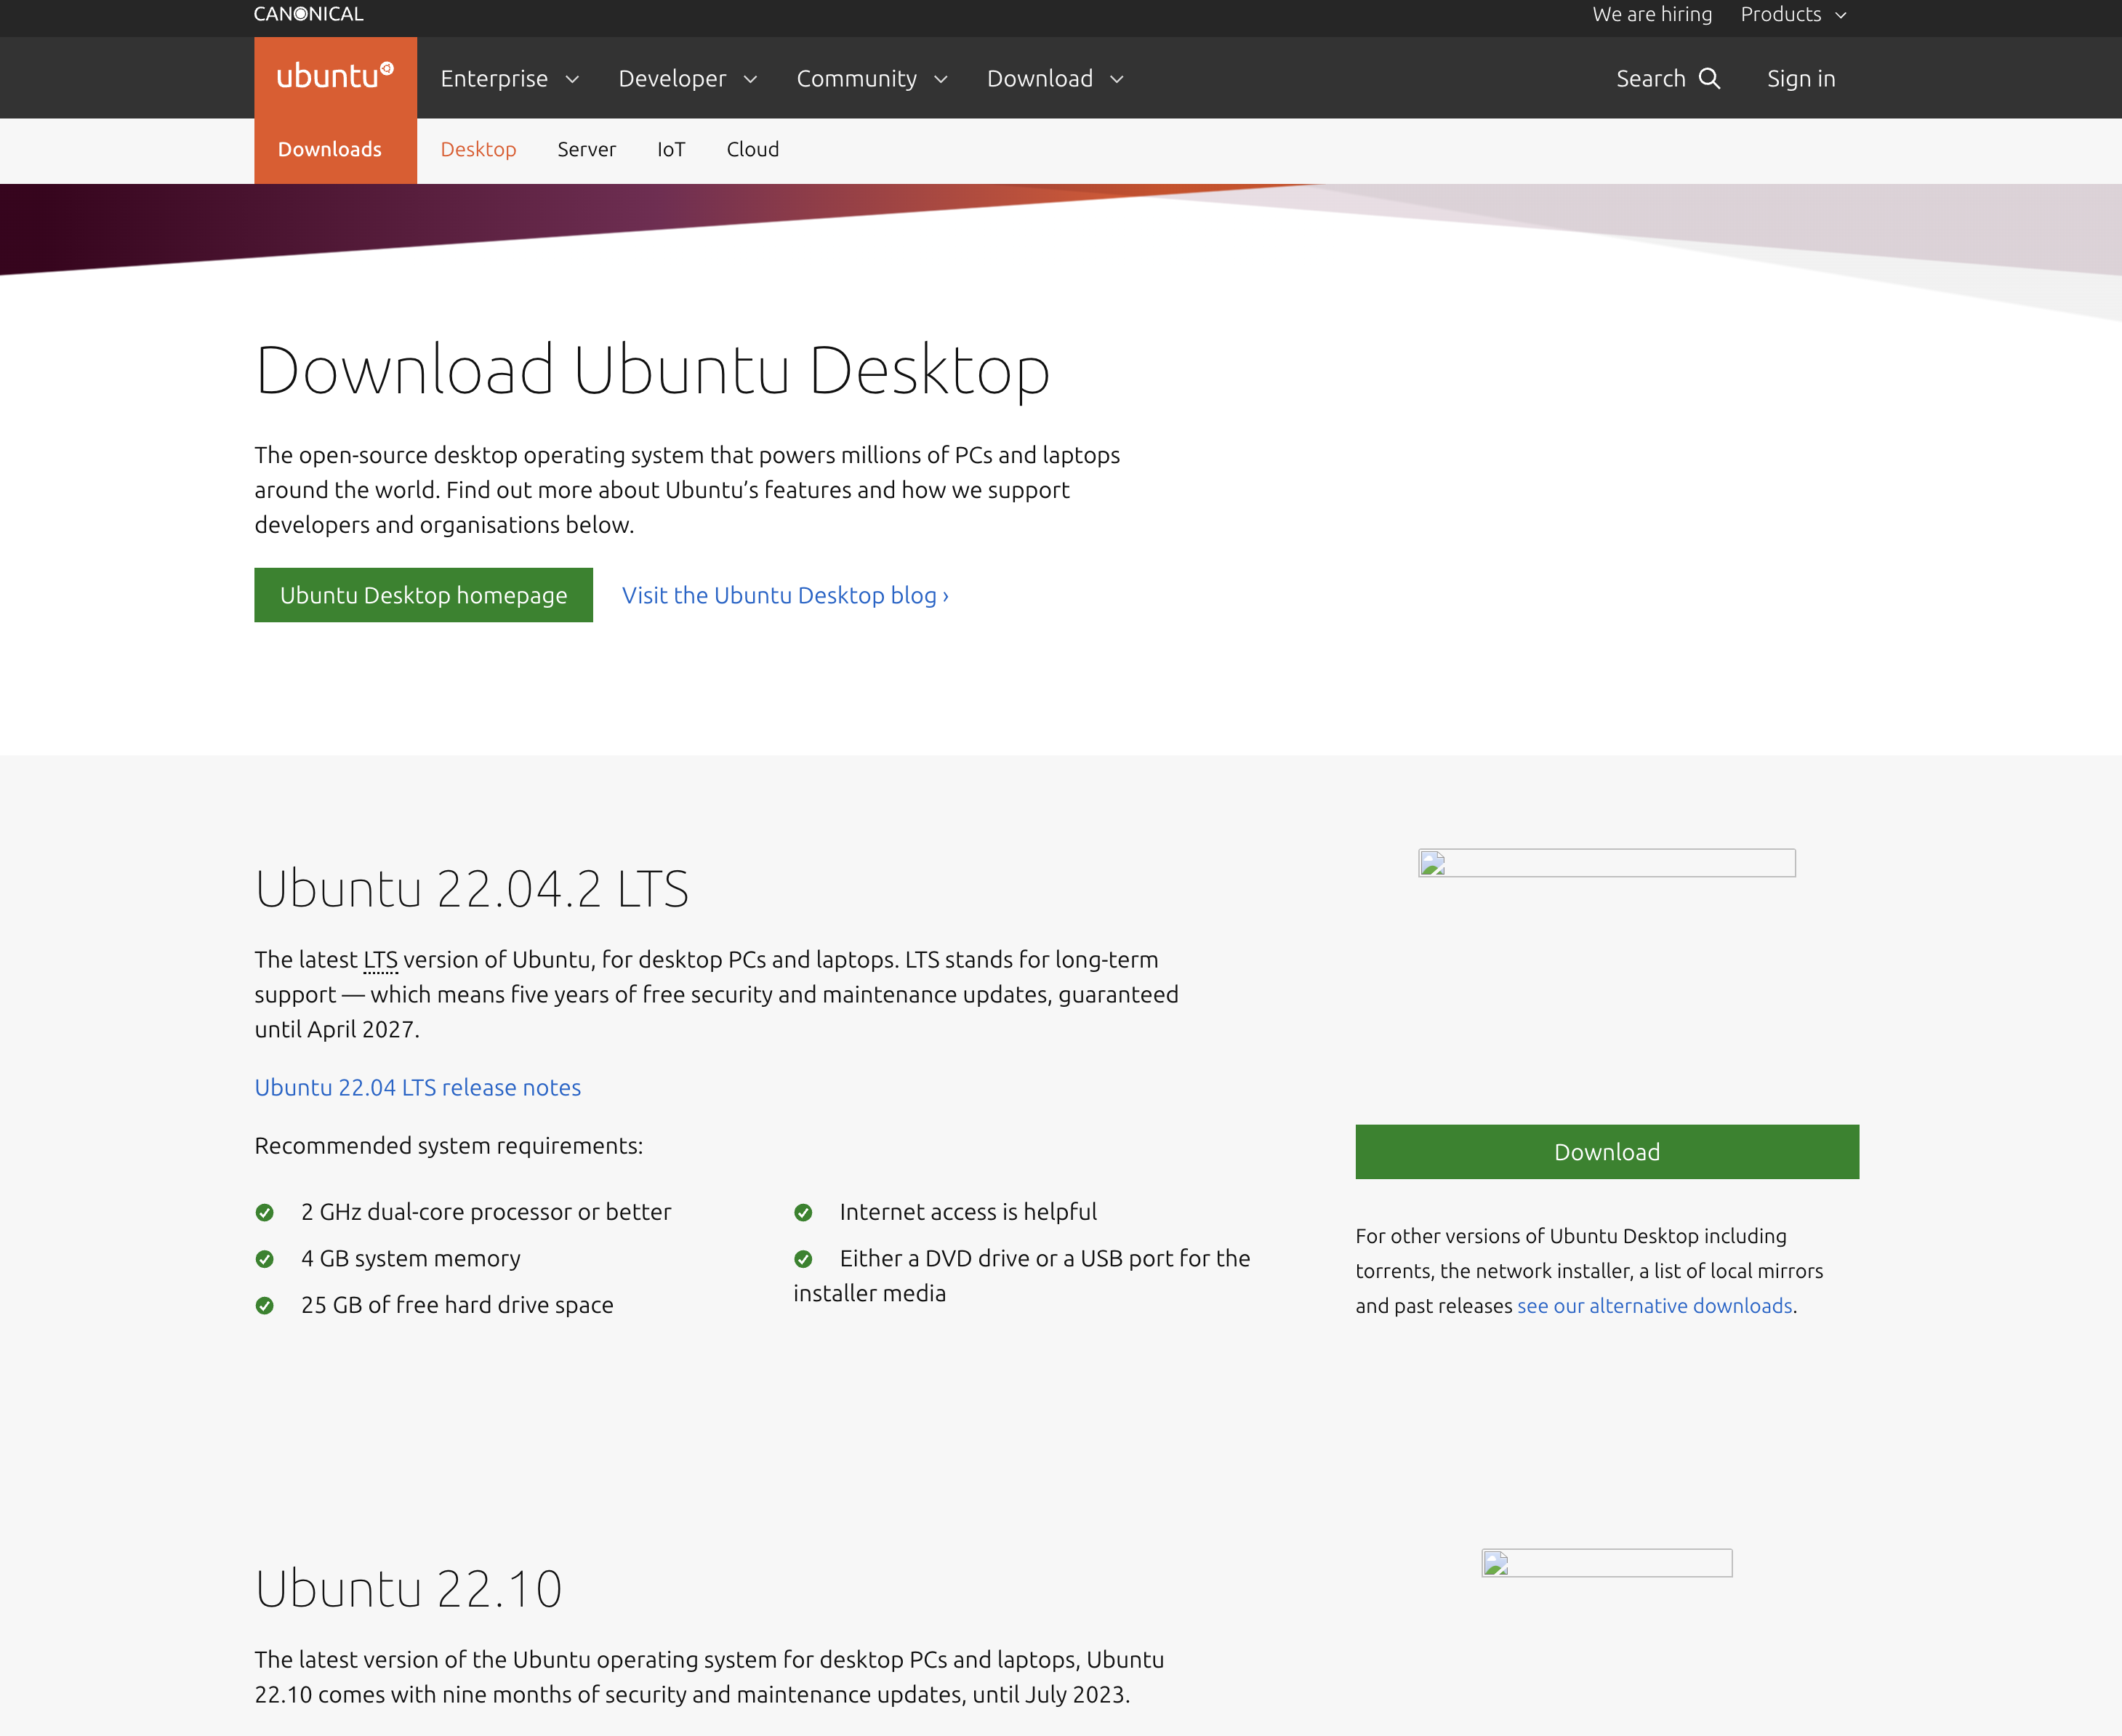 CANONICAL
We are hiring Products
ubuntu Enterprise Developer Community Download Search Sign in
Downloads Desktop Server IoT Cloud
Download Ubuntu Desktop
The open-source desktop operating system that powers millions of PCs and laptops
around the world. Find out more about Ubuntu’s features and how we support
developers and organisations below.
Ubuntu Desktop homepage Visit the Ubuntu Desktop blog ›
Ubuntu 22.04.2 LTS
The latest LTS version of Ubuntu, for desktop PCs and laptops. LTS stands for long-term
support — which means five years of free security and maintenance updates, guaranteed
until April 2027.
Ubuntu 22.04 LTS release notes
Recommended system requirements:
2 GHz dual-core processor or better
4 GB system memory
25 GB of free hard drive space
Internet access is helpful
Either a DVD drive or a USB port for the
installer media
Download
For other versions of Ubuntu Desktop including
torrents, the network installer, a list of local mirrors
and past releases see our alternative downloads.
Ubuntu 22.10
The latest version of the Ubuntu operating system for desktop PCs and laptops, Ubuntu
22.10 comes with nine months of security and maintenance updates, until July 2023.